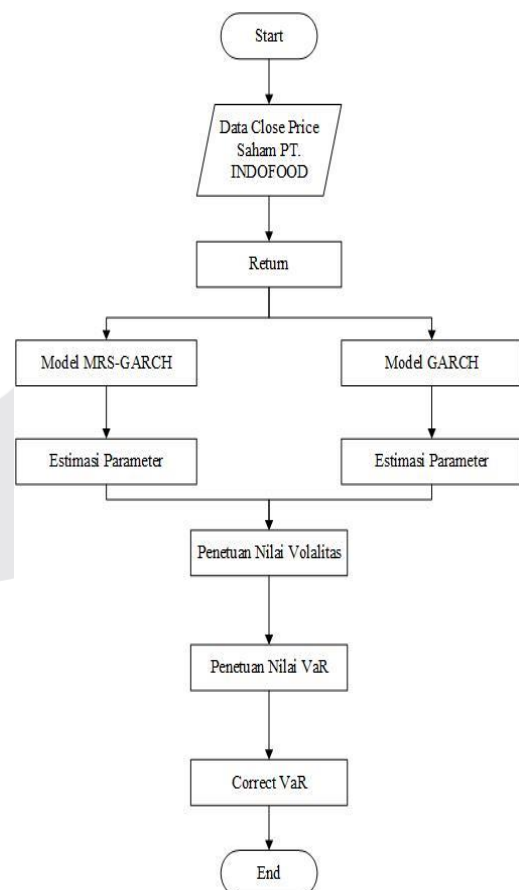 Start
Data Close Price
Saham PT.
INDOFOOD
Return
Model MRS-GARCH
Model GARCH
Estimasi Parameter
Estimasi Parameter
Penetuan Nilai Volalitas
Penetuan Nilai VaR
Correct VaR
End